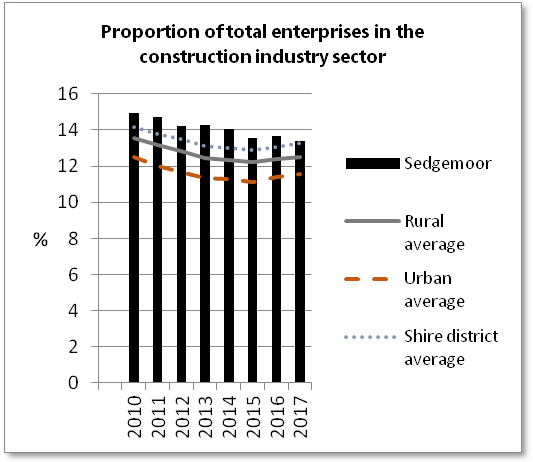 Proportion of total enterprises in the
construction industry sector
16
14
12
10
8
6
4
2
0
%
2010
2011
2012
2013
2014
2015
2016
2017
Sedgemoor
Rural
average
Urban
average
Shire district
average